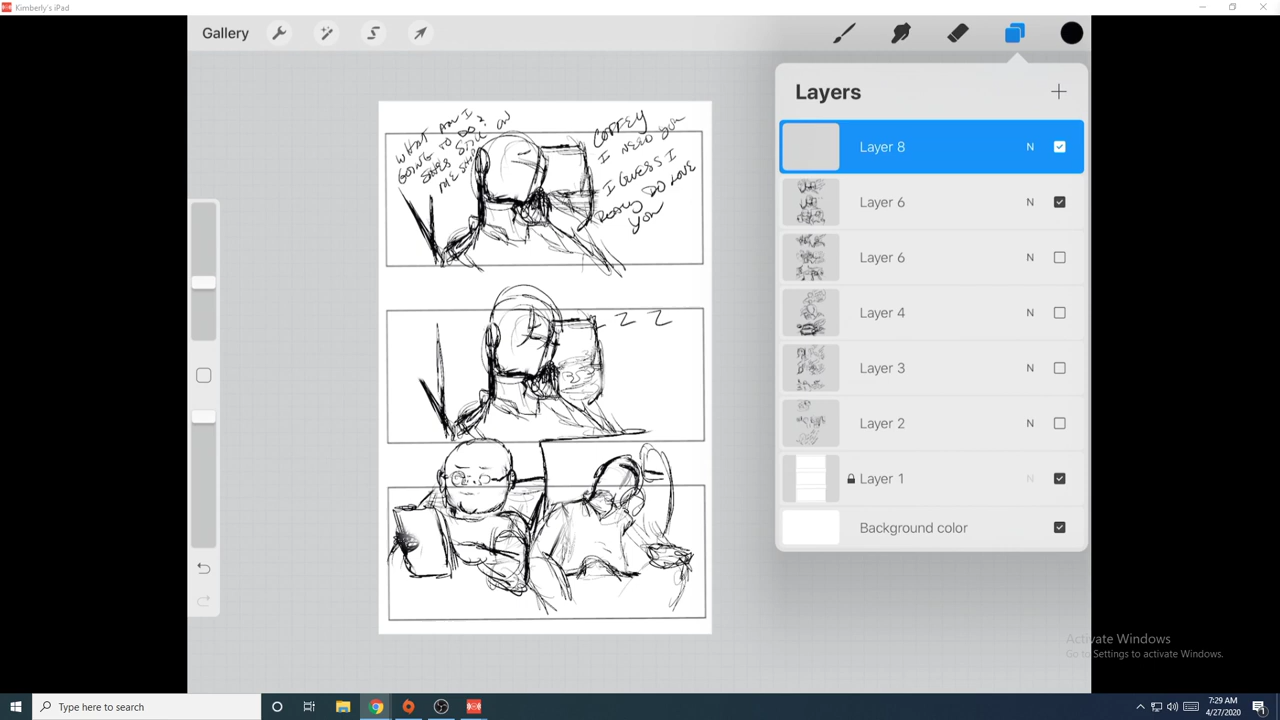 Kimberly's iPad
Gallery
Layers
Layer 8 N
Layer 6 N
Layer 6 N
Layer 4 N
Layer 3 N
Layer 2 N
Layer 1 N
Background color
WHAT AM I
GOING TO DO?
COFFEY
I NEED YOU
I GUESS I
REALLY DO LOVE
YOU
Z Z
Activate Windows
Go to Settings to activate Windows.
Type here to search
7:29 AM
4/27/2020
1